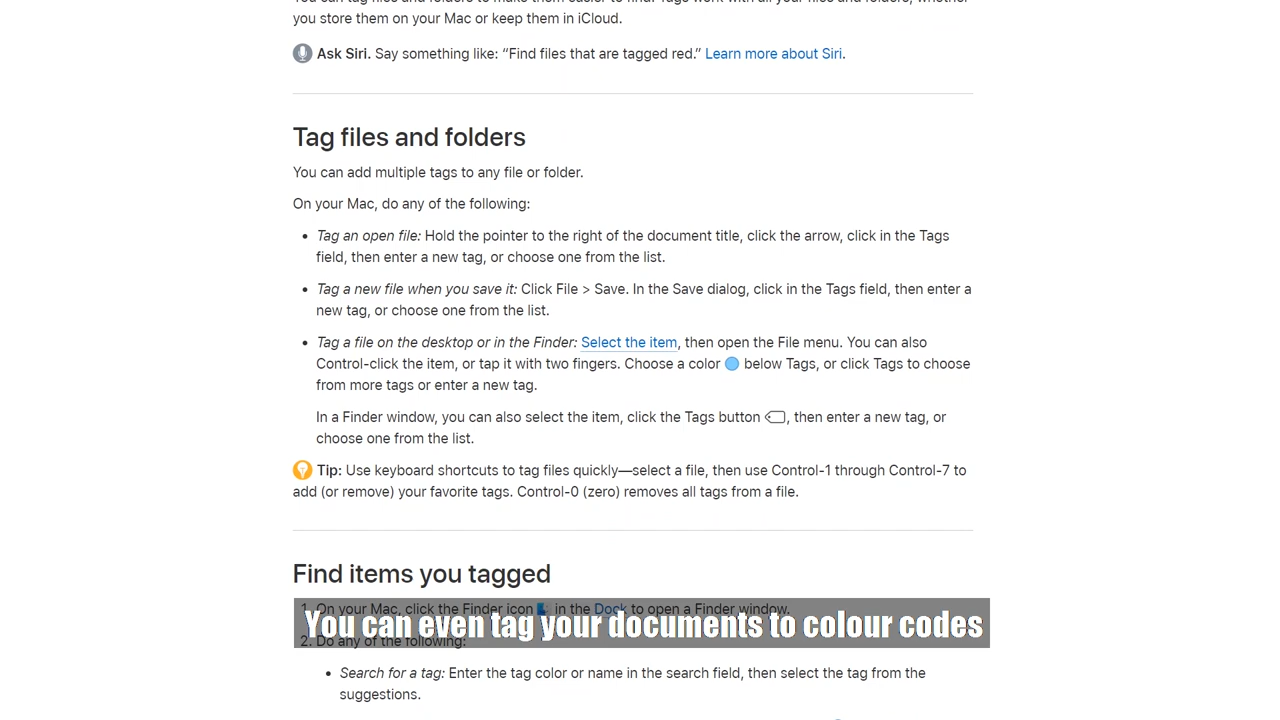 You can tag files and folders to make them easier to find. Tags work with all your files and folders, whether
you store them on your Mac or keep them in iCloud.
Ask Siri. Say something like: “Find files that are tagged red.” Learn more about Siri.
Tag files and folders
You can add multiple tags to any file or folder.
On your Mac, do any of the following:
• Tag an open file: Hold the pointer to the right of the document title, click the arrow, click in the Tags
field, then enter a new tag, or choose one from the list.
• Tag a new file when you save it: Click File > Save. In the Save dialog, click in the Tags field, then enter a
new tag, or choose one from the list.
• Tag a file on the desktop or in the Finder: Select the item, then open the File menu. You can also
Control-click the item, or tap it with two fingers. Choose a color below Tags, or click Tags to choose
from more tags or enter a new tag.
In a Finder window, you can also select the item, click the Tags button, then enter a new tag, or
choose one from the list.
Tip: Use keyboard shortcuts to tag files quickly—select a file, then use Control-1 through Control-7 to
add (or remove) your favorite tags. Control-0 (zero) removes all tags from a file.
Find items you tagged
1. On your Mac, click the Finder icon in the Dock to open a Finder window.
You can even tag your documents to colour codes
2. Do any of the following:
• Search for a tag: Enter the tag color or name in the search field, then select the tag from the
suggestions.